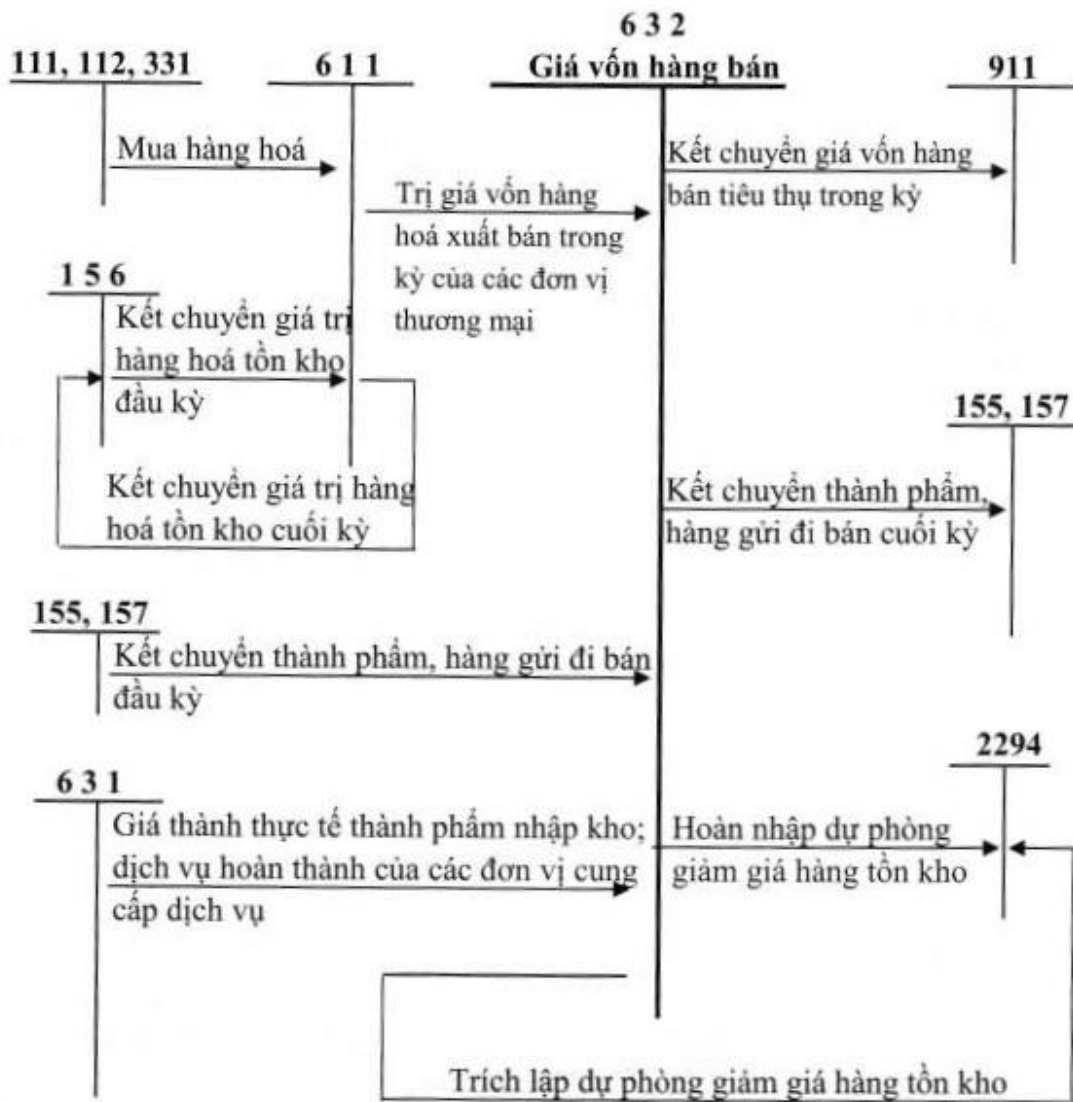 6 3 2
111, 112, 331
6 1 1
Giá vốn hàng bán
911
Mua hàng hoá
Trị giá vốn hàng
hoá xuất bán trong
kỳ của các đơn vị
thương mại
Kết chuyển giá vốn hàng
bán tiêu thụ trong kỳ
1 5 6
Kết chuyển giá trị
hàng hoá tồn kho
đầu kỳ
Kết chuyển giá trị hàng
hoá tồn kho cuối kỳ
155, 157
Kết chuyển thành phẩm,
hàng gửi đi bán cuối kỳ
155, 157
Kết chuyển thành phẩm, hàng gửi đi bán
đầu kỳ
2294
6 3 1
Giá thành thực tế thành phẩm nhập kho;
dịch vụ hoàn thành của các đơn vị cung
cấp dịch vụ
Hoàn nhập dự phòng
giảm giá hàng tồn kho
Trích lập dự phòng giảm giá hàng tồn kho